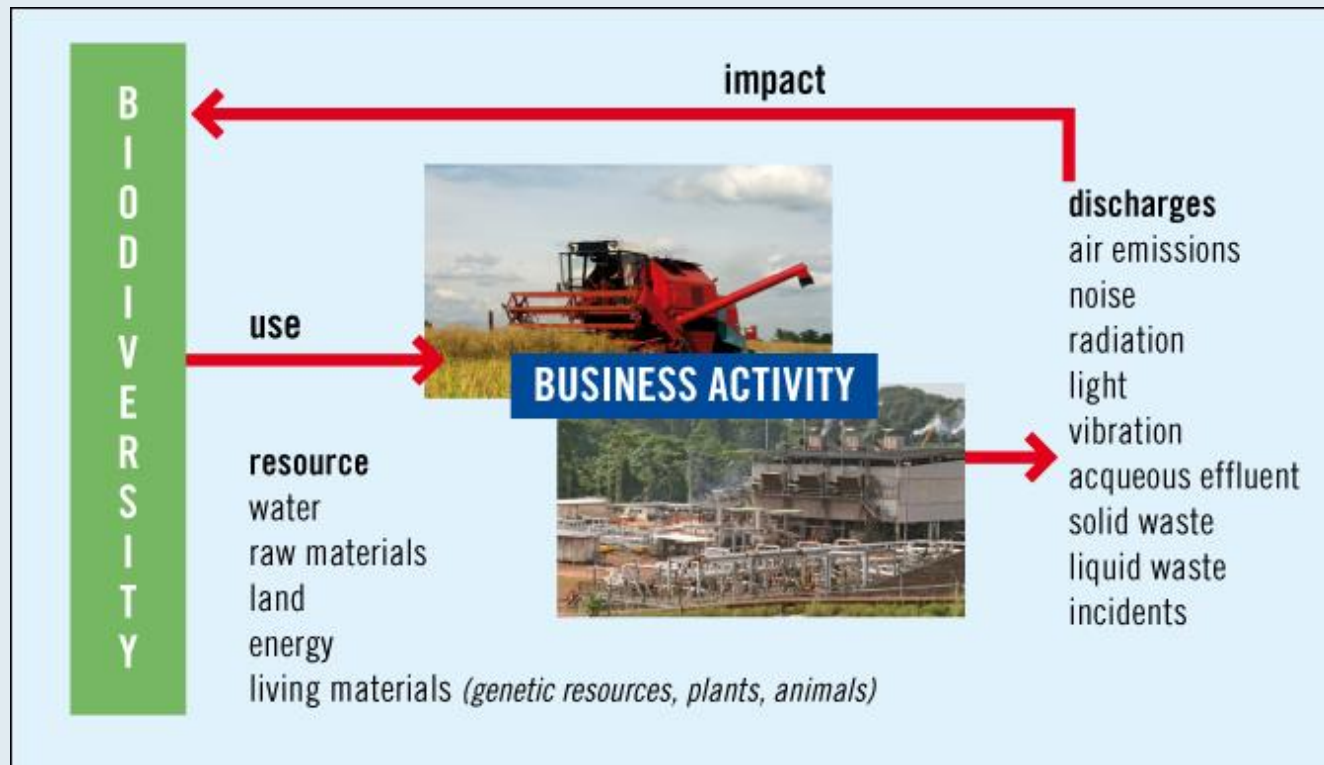 BIODIVERSITY
impact
use
BUSINESS ACTIVITY
resource
water
raw materials
land
energy
living materials (genetic resources, plants, animals)
discharges
air emissions
noise
radiation
light
vibration
acqueous effluent
solid waste
liquid waste
incidents